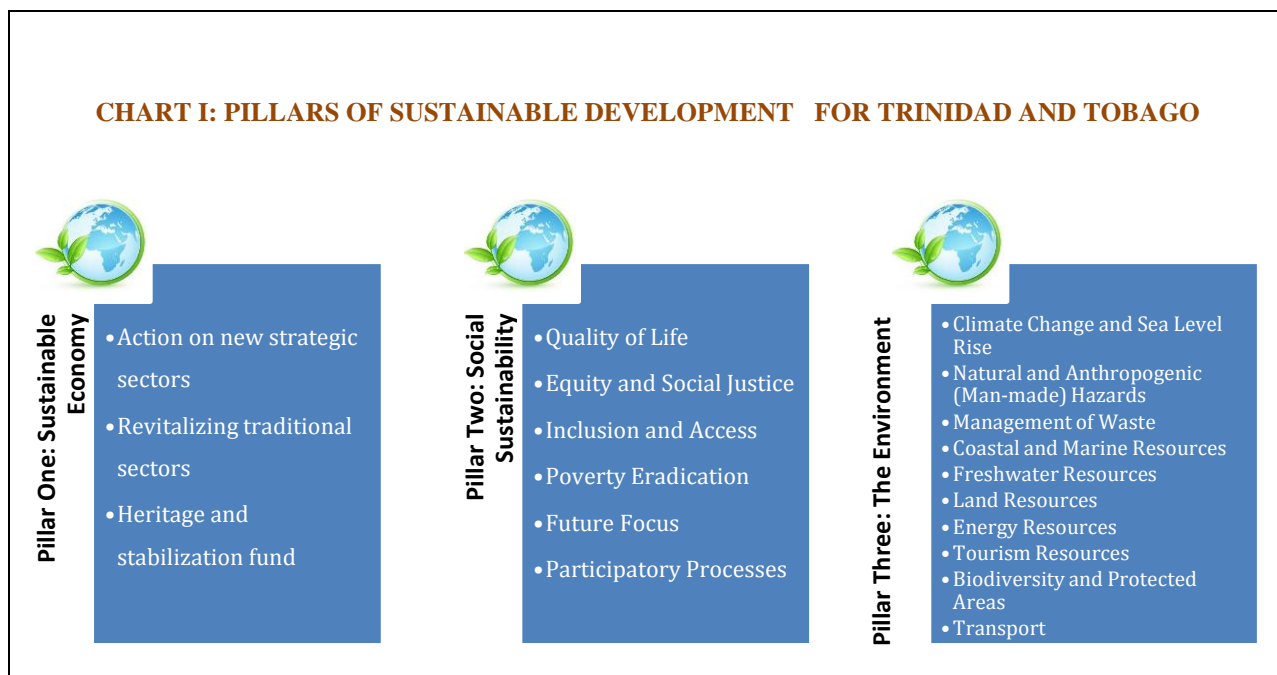 CHART I: PILLARS OF SUSTAINABLE DEVELOPMENT FOR TRINIDAD AND TOBAGO
Pillar One: Sustainable
Economy
•Action on new strategic
sectors
•Revitalizing traditional
sectors
•Heritage and
stabilization fund
Pillar Two: Social
Sustainability
•Quality of Life
•Equity and Social Justice
•Inclusion and Access
•Poverty Eradication
•Future Focus
•Participatory Processes
Pillar Three: The Environment
•Climate Change and Sea Level
Rise
•Natural and Anthropogenic
(Man-made) Hazards
•Management of Waste
•Coastal and Marine Resources
•Freshwater Resources
•Land Resources
•Energy Resources
•Tourism Resources
•Biodiversity and Protected
Areas
•Transport